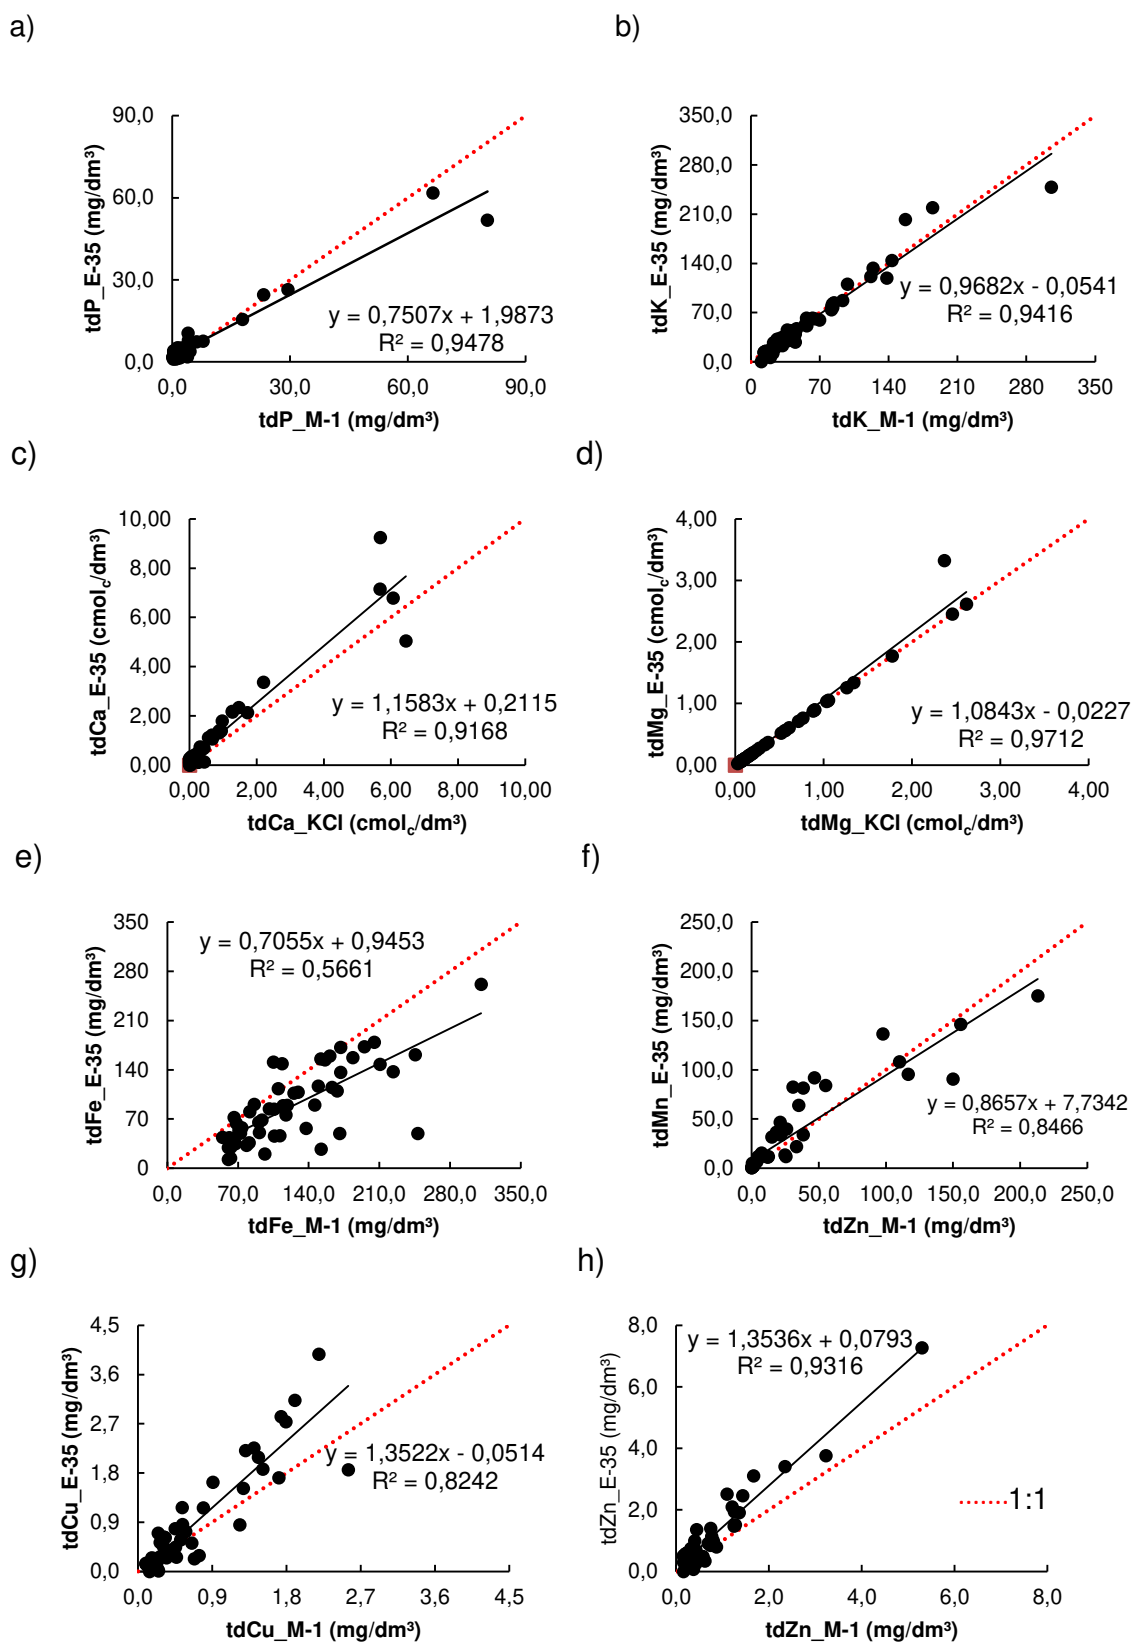 a)
90,0
60,0
30,0
0,0
tdP_E-35 (mg/dm³)
y = 0,7507x + 1,9873
R² = 0,9478
0,0 30,0 60,0 90,0
tdP_M-1 (mg/dm³)
b)
350,0
280,0
210,0
140,0
70,0
0,0
tdK_E-35 (mg/dm³)
y = 0,9682x - 0,0541
R² = 0,9416
0 70 140 210 280 350
tdK_M-1 (mg/dm³)
c)
10,00
8,00
6,00
4,00
2,00
0,00
tdCa_E-35 (cmolc/dm³)
y = 1,1583x + 0,2115
R² = 0,9168
0,00 2,00 4,00 6,00 8,00 10,00
tdCa_KCl (cmolc/dm³)
d)
4,00
3,00
2,00
1,00
0,00
tdMg_E-35 (cmolc/dm³)
y = 1,0843x - 0,0227
R² = 0,9712
0,00 1,00 2,00 3,00 4,00
tdMg_KCl (cmolc/dm³)
e)
350
280
210
140
70
0
tdFe_E-35 (mg/dm³)
y = 0,7055x + 0,9453
R² = 0,5661
0,0 70,0 140,0 210,0 280,0 350,0
tdFe_M-1 (mg/dm³)
f)
250,0
200,0
150,0
100,0
50,0
0,0
tdMn_E-35 (mg/dm³)
y = 0,8657x + 7,7342
R² = 0,8466
0,0 50,0 100,0 150,0 200,0 250,0
tdZn_M-1 (mg/dm³)
g)
4,5
3,6
2,7
1,8
0,9
0,0
tdCu_E-35 (mg/dm³)
y = 1,3522x - 0,0514
R² = 0,8242
0,0 0,9 1,8 2,7 3,6 4,5
tdCu_M-1 (mg/dm³)
h)
8,0
6,0
4,0
2,0
0,0
tdZn_E-35 (mg/dm³)
y = 1,3536x + 0,0793
R² = 0,9316
1:1
0,0 2,0 4,0 6,0 8,0
tdZn_M-1 (mg/dm³)